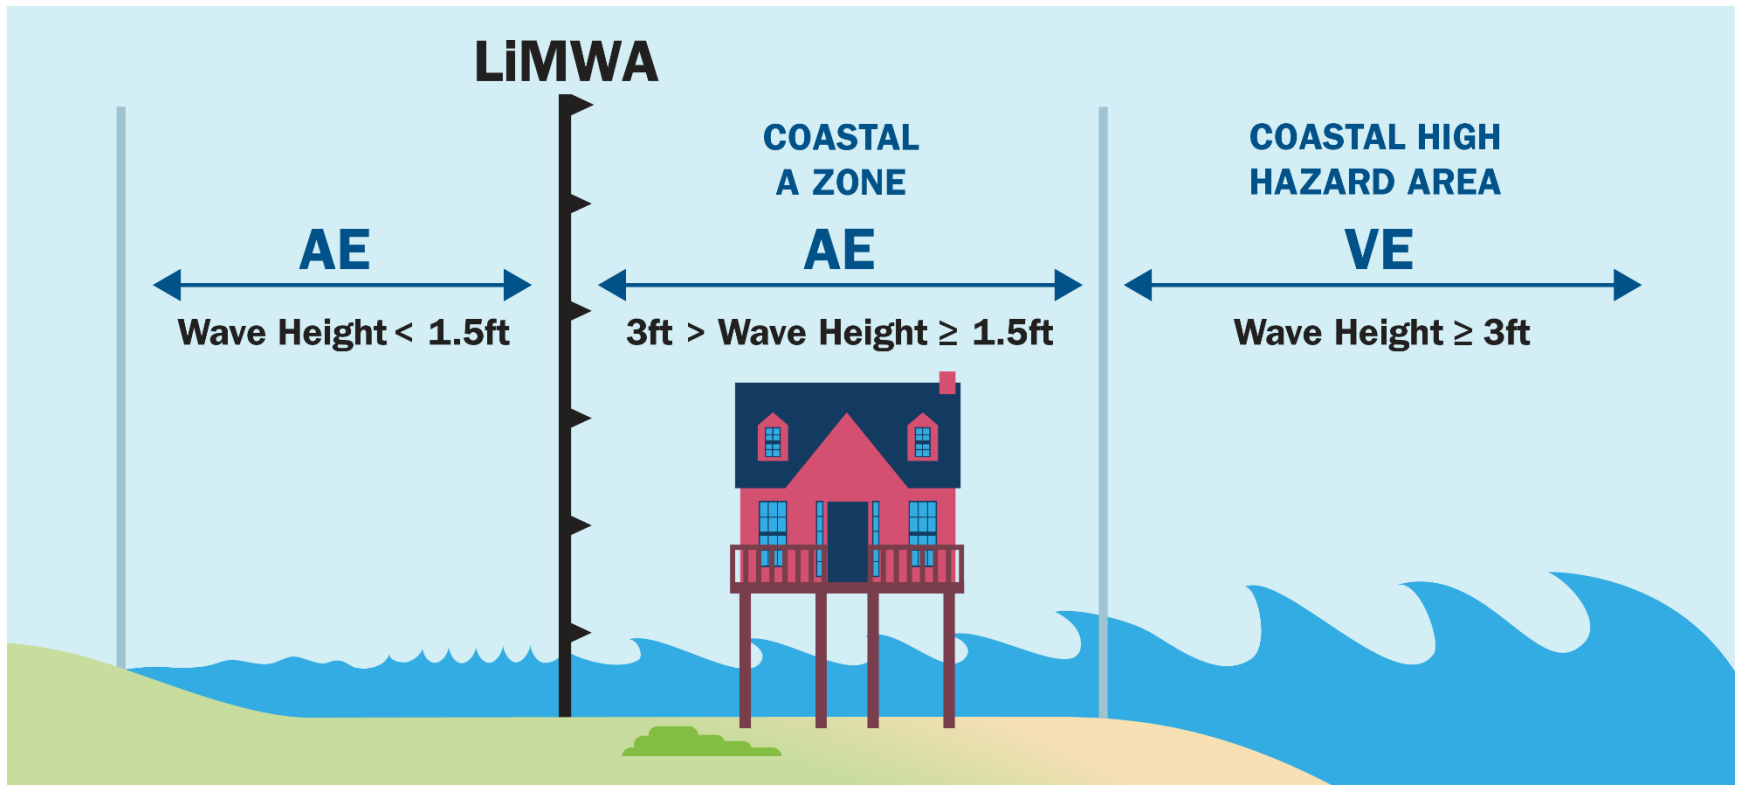 LiMWA
COASTAL
A ZONE
COASTAL HIGH
HAZARD AREA
AE
AE
VE
Wave Height < 1.5ft
3ft > Wave Height ≥ 1.5ft
Wave Height ≥ 3ft